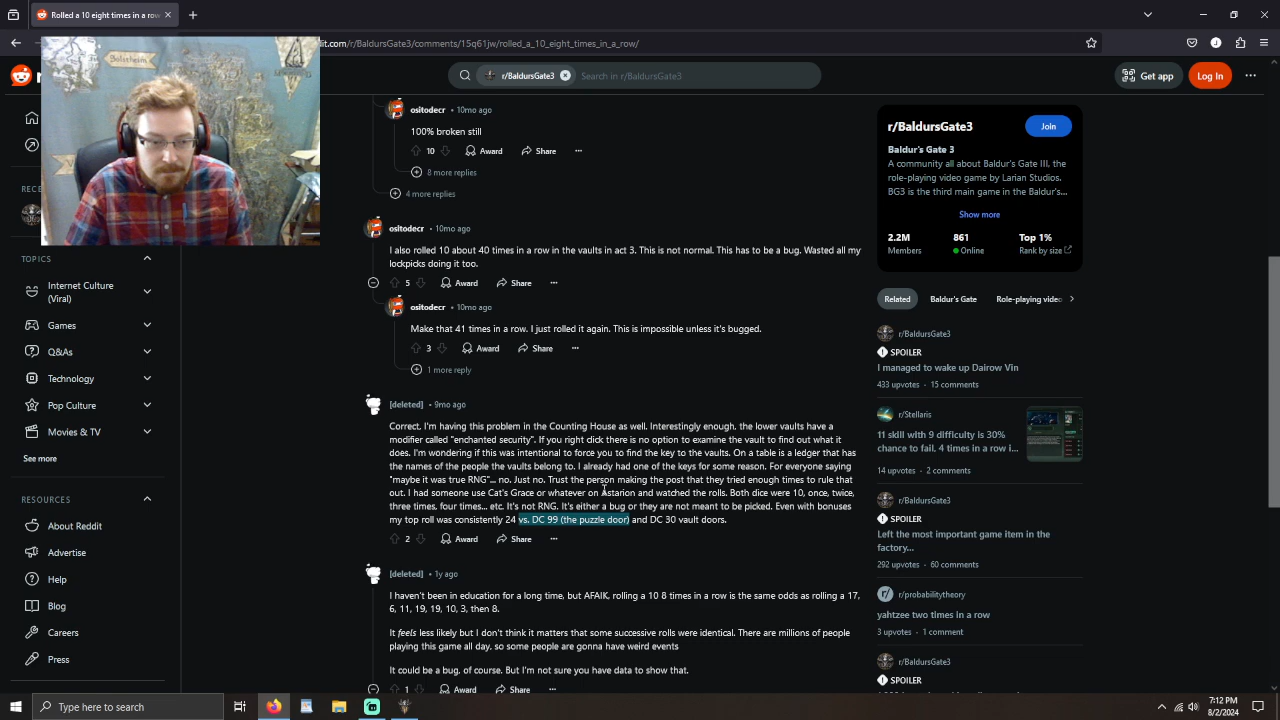 Rolled a 10 eight times in a row
it.com/r/BaldursGate3/comments/15q61jw/rolled_a_10_eight_times_in_a_row/
Bolstheim
r/BaldursGate3
Search in r/BaldursGate3
Get app
Log In
RECE
TOPICS
Internet Culture
(Viral)
Games
Q&As
Technology
Pop Culture
Movies & TV
See more
RESOURCES
About Reddit
Advertise
Help
Blog
Careers
Press
ositodecr • 10mo ago
100% broken still
10 Award Share
8 more replies
4 more replies
ositodecr • 10mo ago
I also rolled 10 about 40 times in a row in the vaults in act 3. This is not normal. This has to be a bug. Wasted all my
lockpicks doing it too.
5 Award Share
ositodecr • 10mo ago
Make that 41 times in a row. I just rolled it again. This is impossible unless it's bugged.
3 Award Share
1 more reply
[deleted] • 9mo ago
Correct, I'm having this problem in the Counting House as well. Interestingly enough, the lower vaults have a
modifier called "enchanted security". If you right click there is no option to examine the vault to find out what it
does. I'm wondering if this was intentional to force you to find the key to the vaults. On a table is a ledger that has
the names of the people the vaults belong to. I already had one of the keys for some reason. For everyone saying
"maybe it was true RNG"... no. Just no. Trust the person making the post that they tried enough times to rule that
out. I had someone use Cat's Grace or whatever on Astarion and watched the rolls. Both dice were 10, once, twice,
three times, four times... etc. It's not RNG. It's either a bug or they are not meant to be picked. Even with bonuses
my top roll was consistently 24 vs. DC 99 (the puzzle door) and DC 30 vault doors.
2 Award Share
[deleted] • 1y ago
I haven't been in education for a long time, but AFAIK, rolling a 10 8 times in a row is the same odds as rolling a 17,
6, 11, 19, 19, 10, 3, then 8.
It feels less likely but I don't think it matters that some successive rolls were identical. There are millions of people
playing this game all day, so some people are gonna have weird events
It could be a bug, of course. But I'm not sure you have data to show that.
1 Award Share
r/BaldursGate3
Join
Baldur's Gate 3
A community all about Baldur's Gate III, the
role-playing video game by Larian Studios.
BG3 is the third main game in the Baldur's...
Show more
2.2M 861 Top 1%
Members Online Rank by size
Related Baldur's Gate Role-playing video
r/BaldursGate3
SPOILER
I managed to wake up Dairow Vin
433 upvotes · 15 comments
r/Stellaris
11 skill with 9 difficulty is 30%
chance to fail. 4 times in a row i...
14 upvotes · 2 comments
r/BaldursGate3
SPOILER
Left the most important game item in the
factory...
292 upvotes · 60 comments
r/probabilitytheory
yahtzee two times in a row
3 upvotes · 1 comment
r/BaldursGate3
SPOILER
Type here to search
7:12 PM
8/2/2024